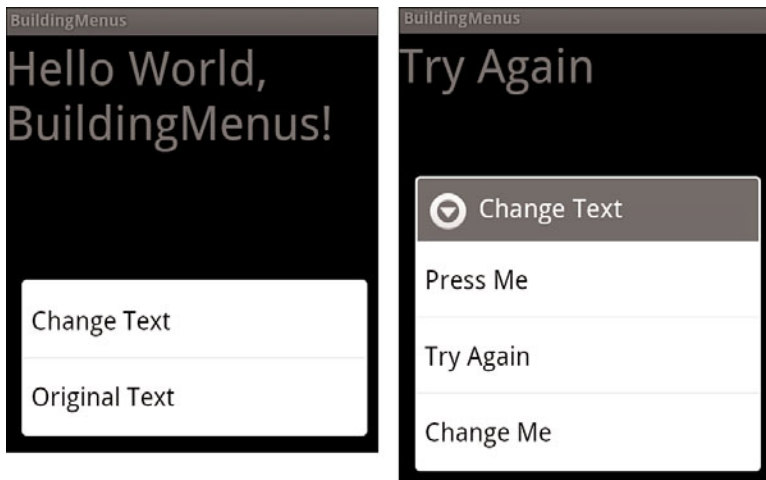 BuildingMenus
Hello World,
BuildingMenus!
Change Text
Original Text
BuildingMenus
Try Again
Change Text
Press Me
Try Again
Change Me